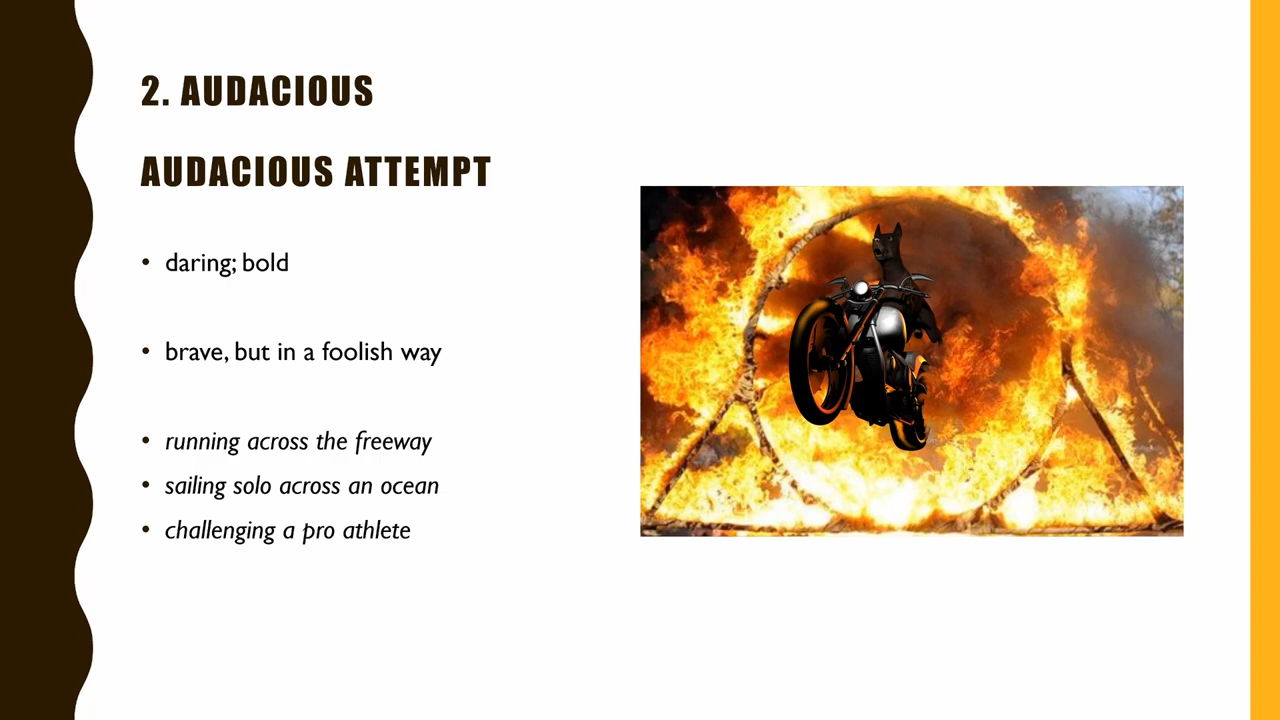 2. AUDACIOUS
AUDACIOUS ATTEMPT
• daring; bold
• brave, but in a foolish way
• running across the freeway
• sailing solo across an ocean
• challenging a pro athlete